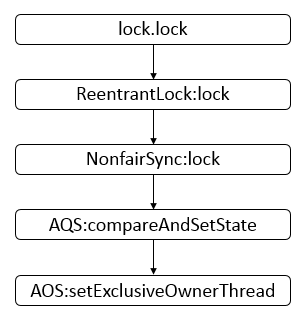 lock.lock
ReentrantLock:lock
NonfairSync:lock
AQS:compareAndSetState
AOS:setExclusiveOwnerThread